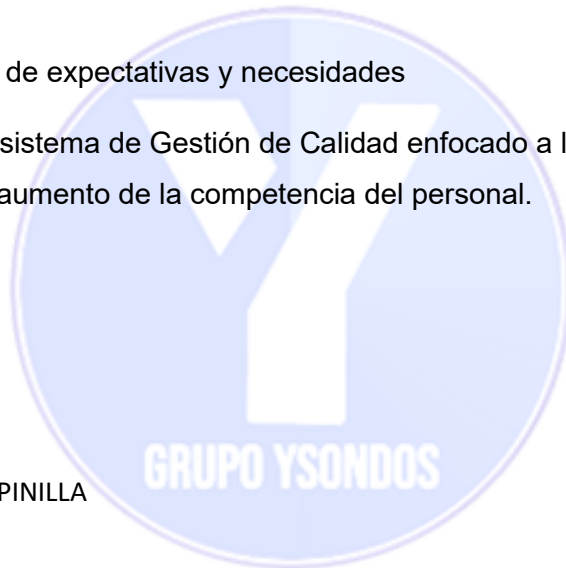 de expectativas y necesidades
sistema de Gestión de Calidad enfocado a l
aumento de la competencia del personal.
GRUPO YSONDOS
PINILLA